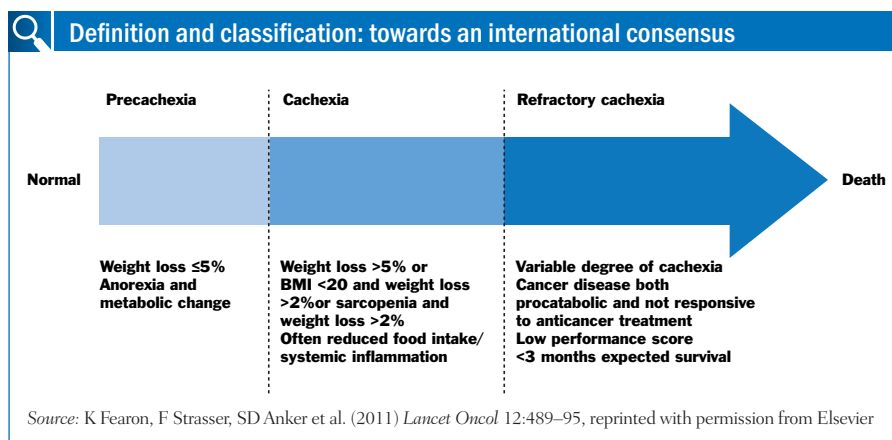 Definition and classification: towards an international consensus
Precachexia
Cachexia
Refractory cachexia
Normal
Death
Weight loss ≤5%
Anorexia and
metabolic change
Weight loss >5% or
BMI <20 and weight loss
>2%or sarcopenia and
weight loss >2%
Often reduced food intake/
systemic inflammation
Variable degree of cachexia
Cancer disease both
procatabolic and not responsive
to anticancer treatment
Low performance score
<3 months expected survival
Source: K Fearon, F Strasser, SD Anker et al. (2011) Lancet Oncol 12:489–95, reprinted with permission from Elsevier